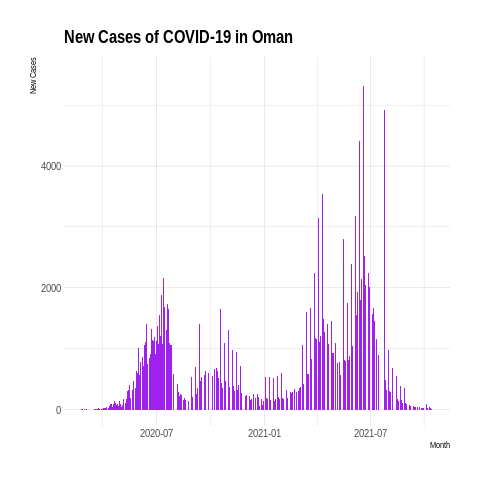 New Cases of COVID-19 in Oman
New Cases
4000
2000
0
2020-07
2021-01
2021-07
Month